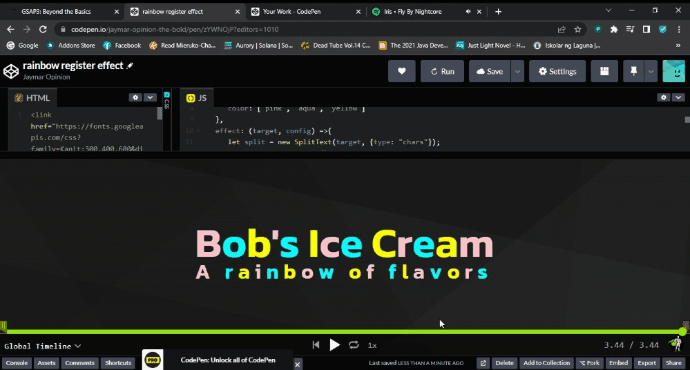 GSAP3: Beyond the Basics
rainbow register effect
Your Work - CodePen
Iris • Fly By Nightcore
codepen.io/jaymar-opinion-the-bold/pen/zYWNOjP?editors=1010
Google
Addons Store
Facebook
Read Mieruko-Cha...
Aurory | Solana | So...
Dead Tube Vol.14 C...
The 2021 Java Deve...
Just Light Novel - H...
Iskolar ng Laguna |...
rainbow register effect
Jaymar Opinion
Run
Save
Settings
HTML
CSS
JS
1
<link
href="https://fonts.googlea
pis.com/css?
family=Kanit:300,400,600&di
color: ["pink", "aqua", "yellow"]
},
effect: (target, config) =>{
let split = new SplitText(target, {type: "chars"});
Bob's Ice Cream
A rainbow of flavors
Global Timeline
1x
3.44 / 3.44
Console
Assets
Comments
Shortcuts
PRO
CodePen: Unlock all of CodePen
Last saved LESS THAN A MINUTE AGO
Delete
Add to Collection
Fork
Embed
Export
Share